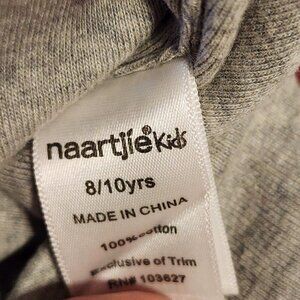 naartjie® Kids
8/10yrs
MADE IN CHINA
100% cotton
Exclusive of Trim
RN# 103627